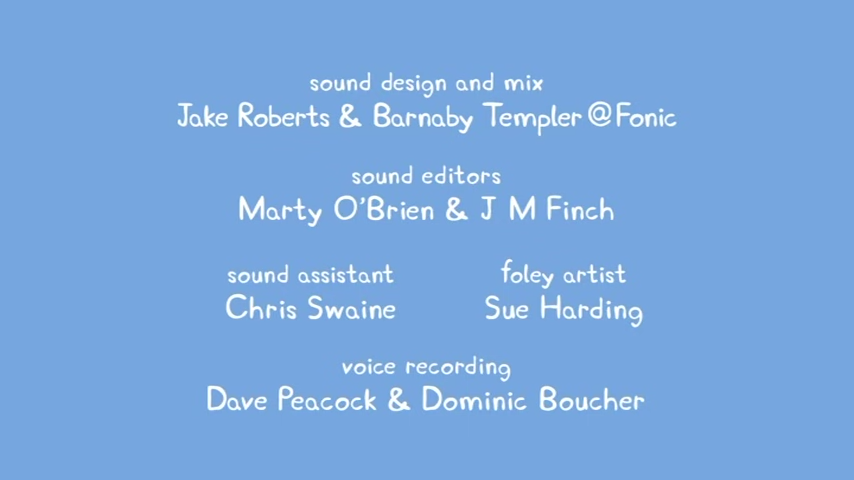 sound design and mix
Jake Roberts & Barnaby Templer @Fonic
sound editors
Marty O'Brien & J M Finch
sound assistant
Chris Swaine
foley artist
Sue Harding
voice recording
Dave Peacock & Dominic Boucher